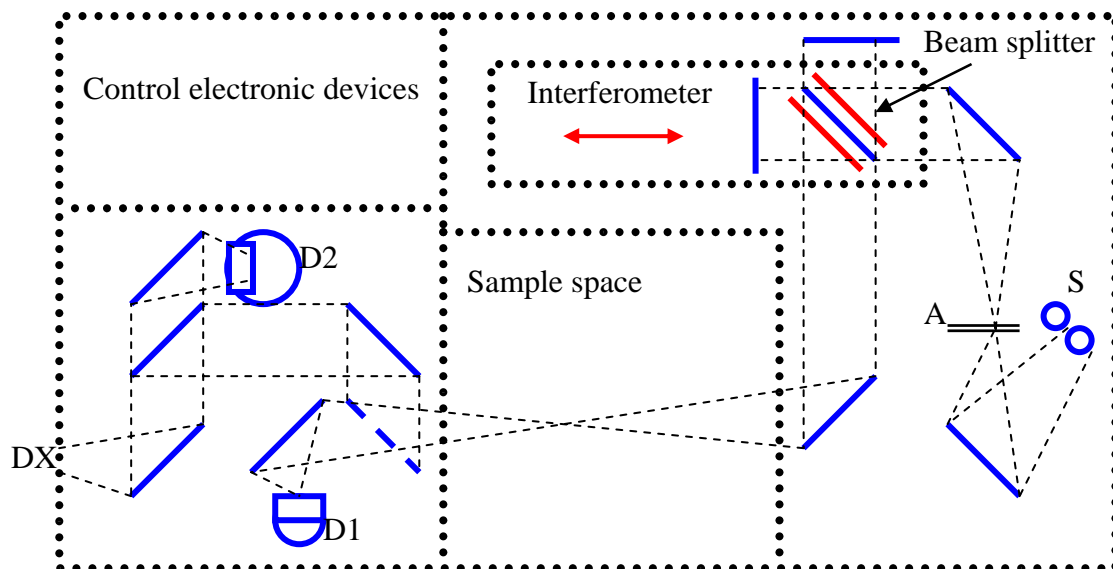 Beam splitter
Control electronic devices
Interferometer
D2
Sample space
S
A
DX
D1